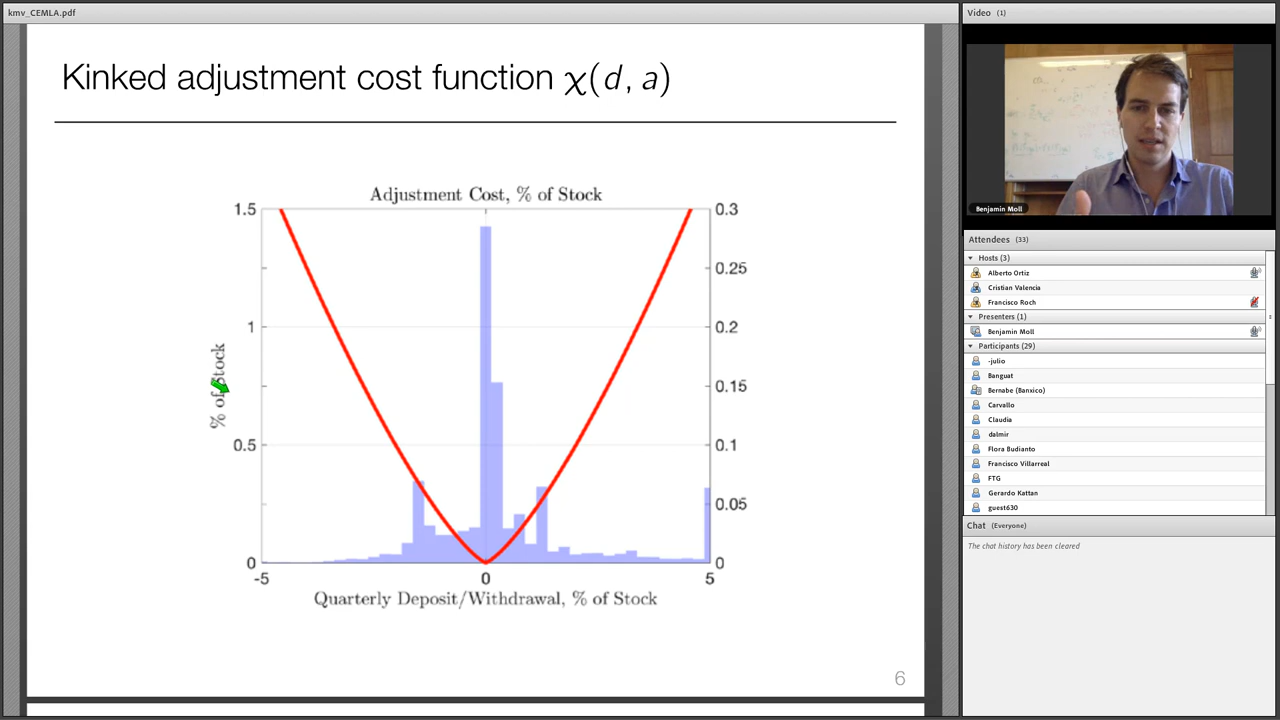 kmv_CEMLA.pdf
Kinked adjustment cost function χ(d, a)
Adjustment Cost, % of Stock
1.5
1
0.5
0
% of Stock
0.3
0.25
0.2
0.15
0.1
0.05
0
-5
0
5
Quarterly Deposit/Withdrawal, % of Stock
6
Video (1)
Benjamin Moll
Attendees (33)
Hosts (3)
Alberto Ortiz
Cristian Valencia
Francisco Roch
Presenters (1)
Benjamin Moll
Participants (29)
-julio
Banguat
Bernabe (Banxico)
Carvallo
Claudia
dalmir
Flora Budianto
Francisco Villarreal
FTG
Gerardo Kattan
guest630
Chat (Everyone)
The chat history has been cleared